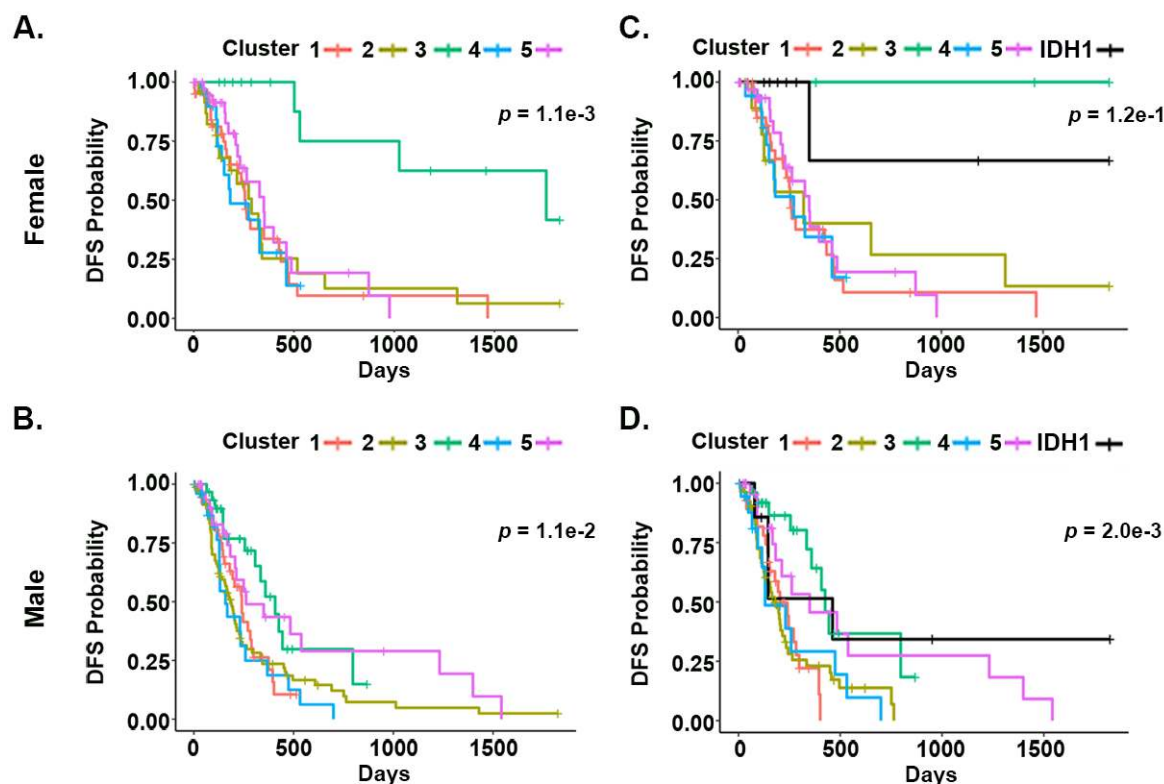 A.
Cluster 1 2 3 4 5
Female
DFS Probability
1.00
0.75
0.50
0.25
0.00
p = 1.1e-3
0 500 1000 1500
Days
C.
Cluster 1 2 3 4 5 IDH1
DFS Probability
1.00
0.75
0.50
0.25
0.00
p = 1.2e-1
0 500 1000 1500
Days
B.
Cluster 1 2 3 4 5
Male
DFS Probability
1.00
0.75
0.50
0.25
0.00
p = 1.1e-2
0 500 1000 1500
Days
D.
Cluster 1 2 3 4 5 IDH1
DFS Probability
1.00
0.75
0.50
0.25
0.00
p = 2.0e-3
0 500 1000 1500
Days